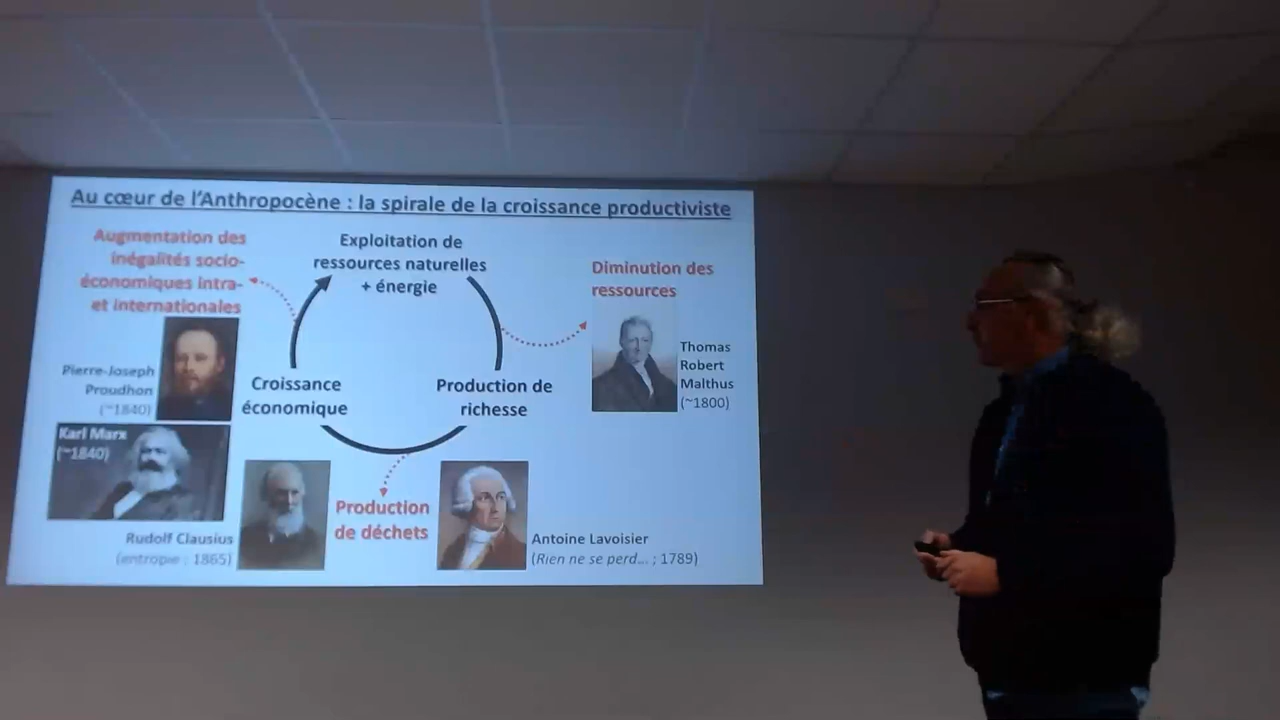 Au cœur de l'Anthropocène : la spirale de la croissance productiviste
Augmentation des
inégalités socio-
économiques intra-
et internationales
Exploitation de
ressources naturelles
+ énergie
Diminution des
ressources
Thomas
Robert
Malthus
(~1800)
Pierre-Joseph
Proudhon
(~1840)
Croissance
économique
Production de
richesse
Karl Marx
(~1840)
Production
de déchets
Rudolf Clausius
(entropie : 1865)
Antoine Lavoisier
(Rien ne se perd... ; 1789)